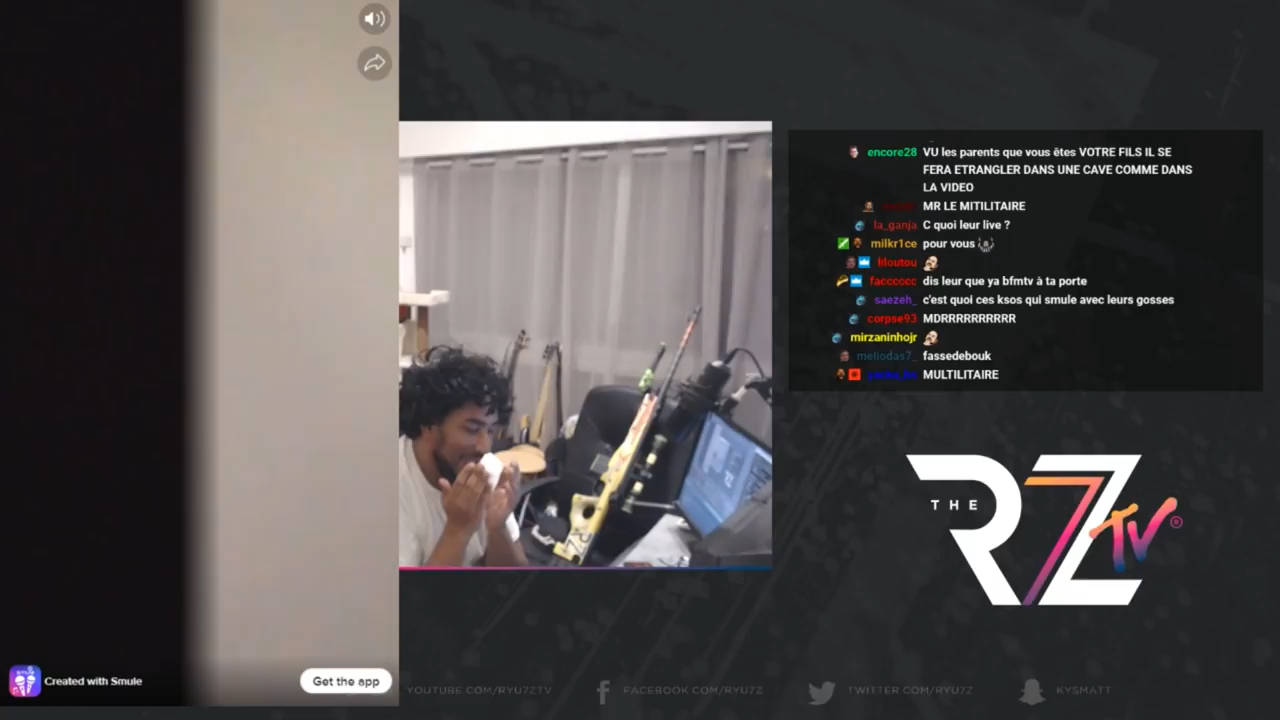 encore28 VU les parents que vous êtes VOTRE FILS IL SE
FERA ETRANGLER DANS UNE CAVE COMME DANS
LA VIDEO
MR LE MITILITAIRE
la_ganja C quoi leur live ?
milkr1ce pour vous
liloutou
facccocc dis leur que ya bfmtv à ta porte
saezeh_ c'est quoi ces ksos qui smule avec leurs gosses
corpse93 MDRRRRRRRRRR
mirzaninhojr
meliodas7_ fassedebouk
MULTILITAIRE
THE RZ TV
Created with Smule
Get the app
YOUTUBE.COM/RYU7ZTV
FACEBOOK.COM/RYU7Z
TWITTER.COM/RYU7Z
KYSMATT